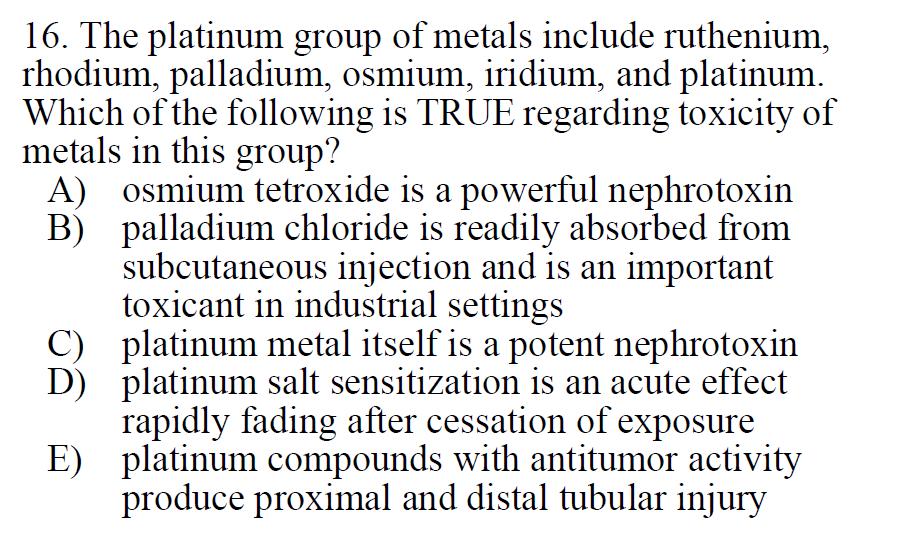 16. The platinum group of metals include ruthenium,
rhodium, palladium, osmium, iridium, and platinum.
Which of the following is TRUE regarding toxicity of
metals in this group?
A) osmium tetroxide is a powerful nephrotoxin
B) palladium chloride is readily absorbed from
subcutaneous injection and is an important
toxicant in industrial settings
C) platinum metal itself is a potent nephrotoxin
D) platinum salt sensitization is an acute effect
rapidly fading after cessation of exposure
E) platinum compounds with antitumor activity
produce proximal and distal tubular injury